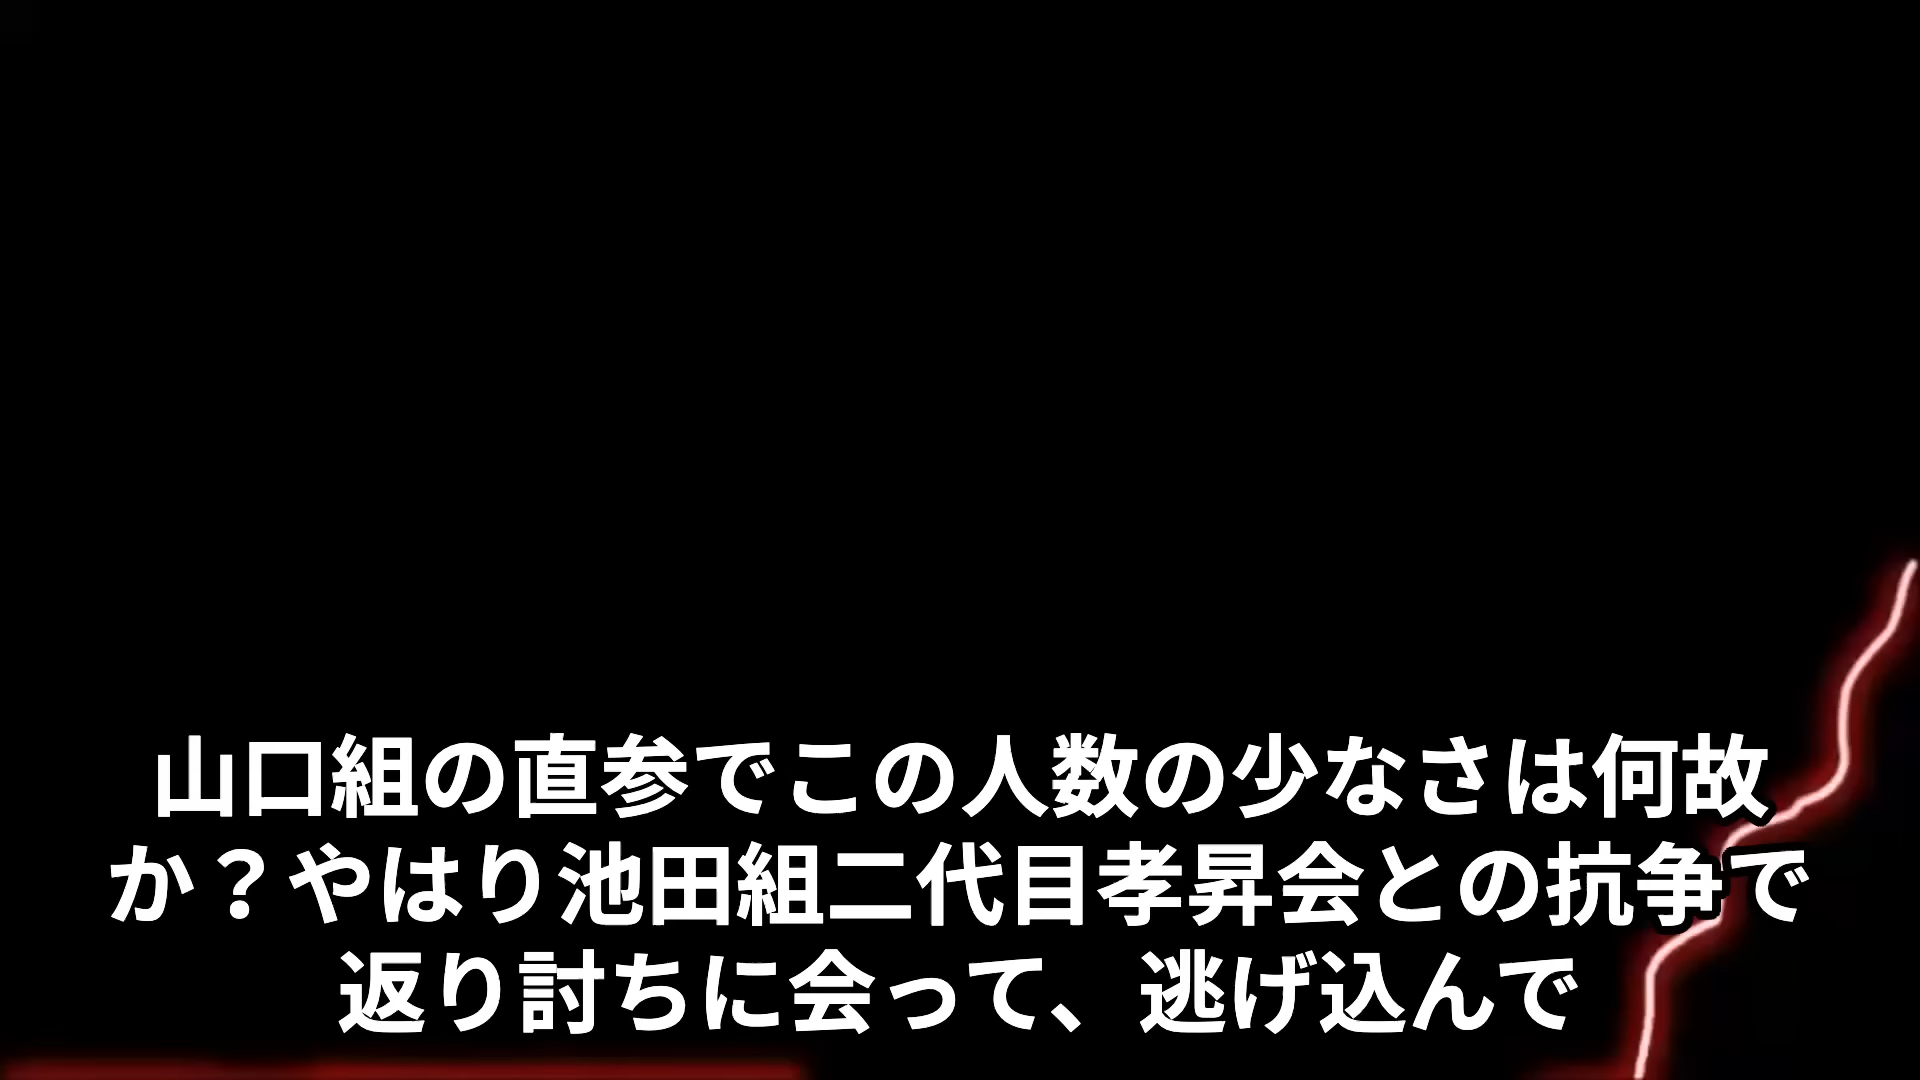 山口組の直参でこの人数の少なさは何故
か？やはり池田組二代目孝昇会との抗争で
返り討ちに会って、逃げ込んで